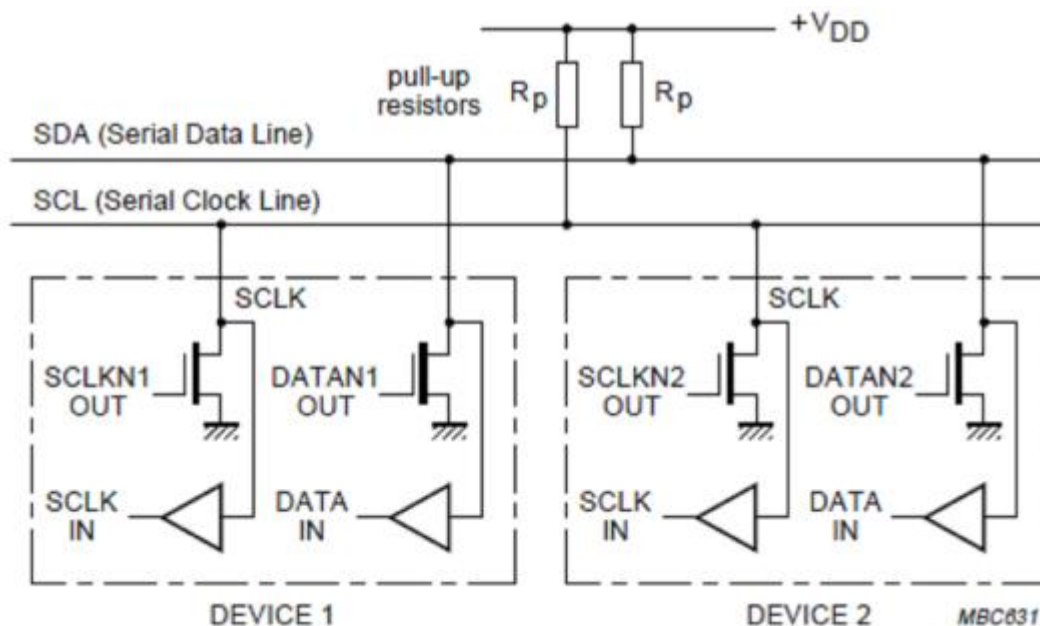 +VDD
pull-up
resistors
Rp
Rp
SDA (Serial Data Line)
SCL (Serial Clock Line)
SCLK
SCLK
SCLKN1
OUT
DATAN1
OUT
SCLKN2
OUT
DATAN2
OUT
SCLK
IN
DATA
IN
SCLK
IN
DATA
IN
DEVICE 1
DEVICE 2
MBC631